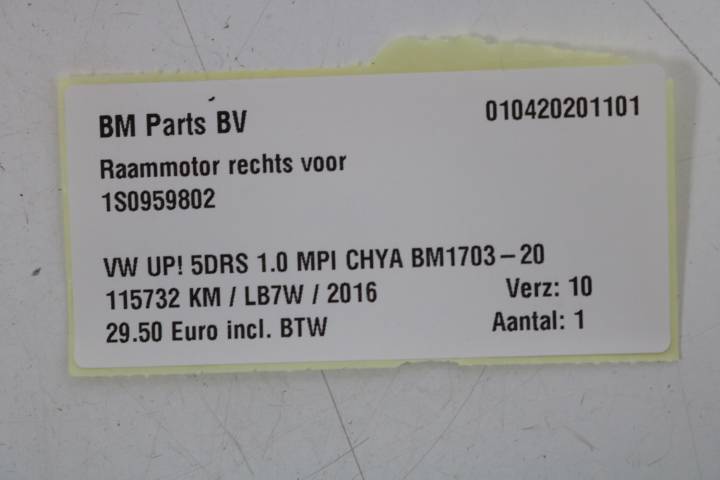 BM Parts BV 010420201101
Raammotor rechts voor
1S0959802
VW UP! 5DRS 1.0 MPI CHYA BM1703-20
115732 KM / LB7W / 2016 Verz: 10
29.50 Euro incl. BTW Aantal: 1